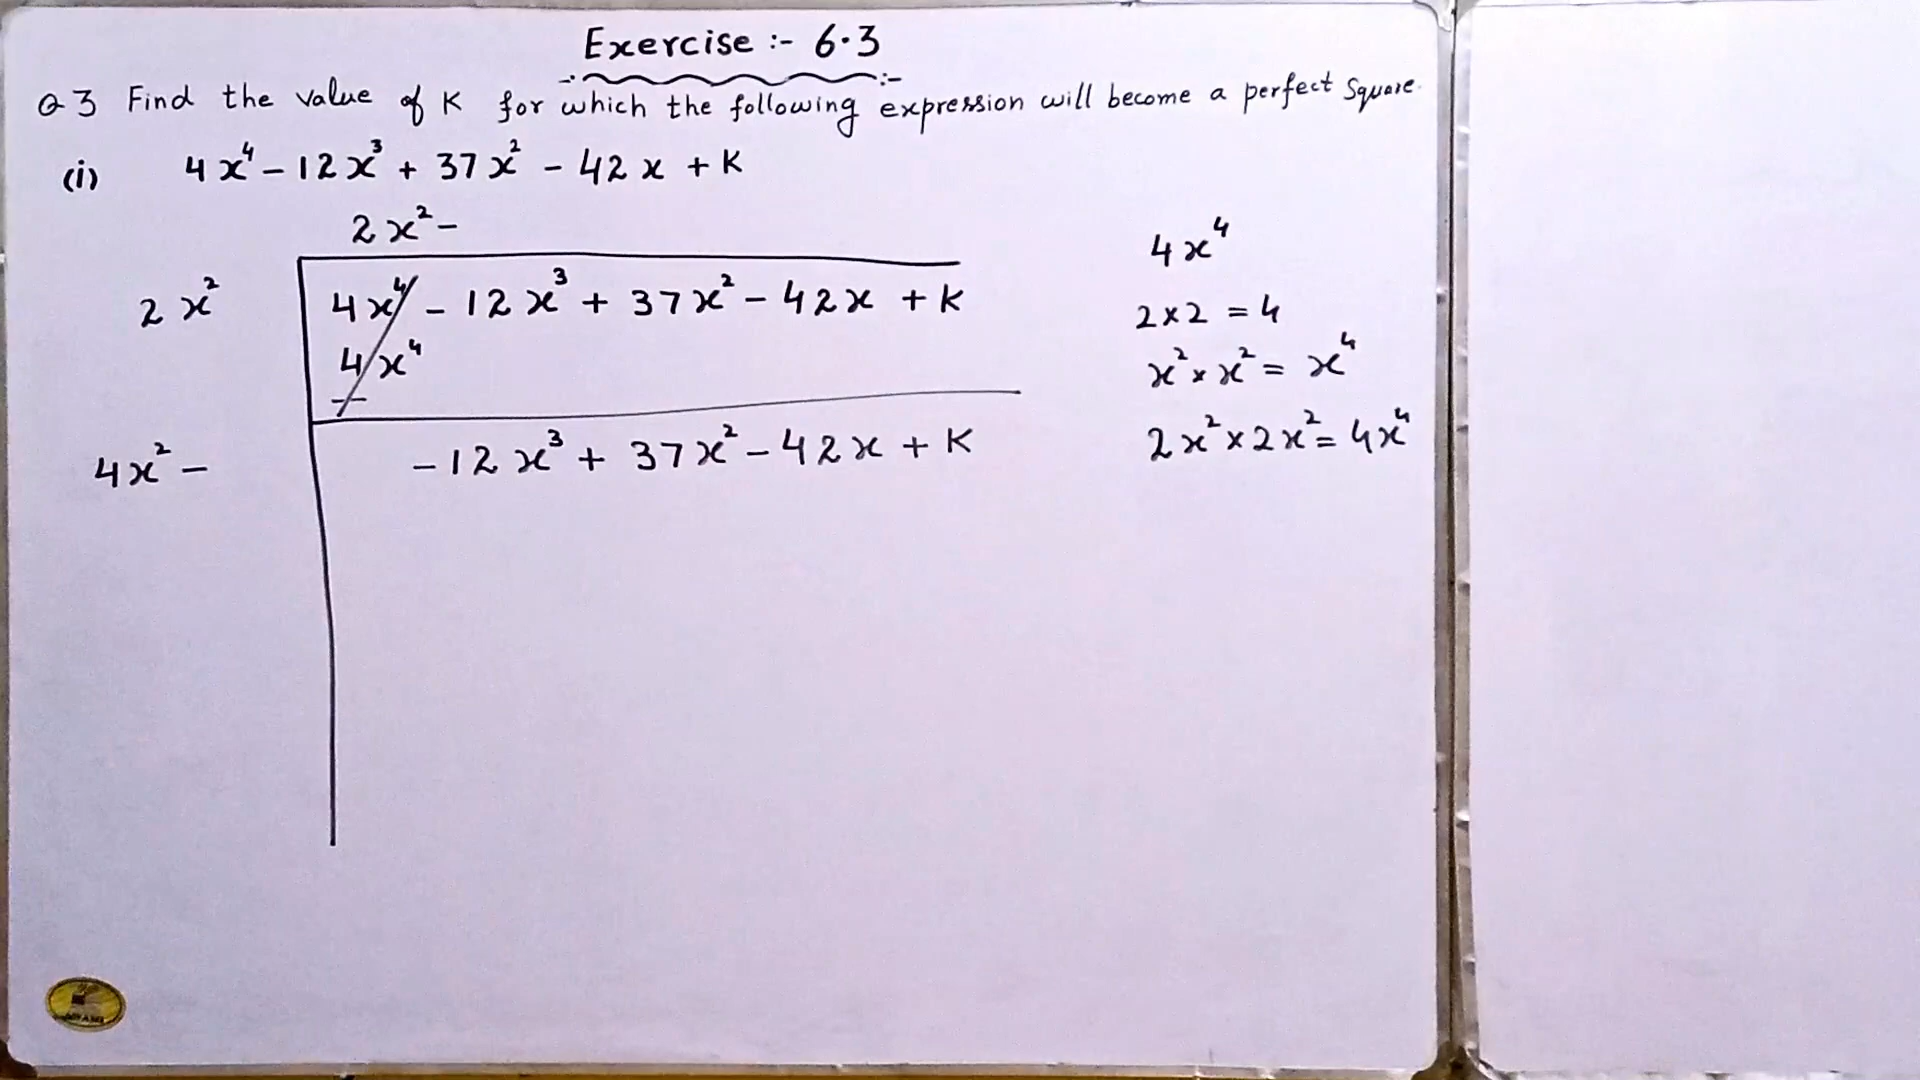 Exercise :- 6.3
Q3 Find the value of K for which the following expression will become a perfect Square.
(i) 4x⁴ - 12x³ + 37x² - 42x + K
2x² -
2x² 4x⁴ - 12x³ + 37x² - 42x + K
4x⁴
-
4x² - -12x³ + 37x² - 42x + K
4x⁴
2 × 2 = 4
x² × x² = x⁴
2x² × 2x² = 4x⁴